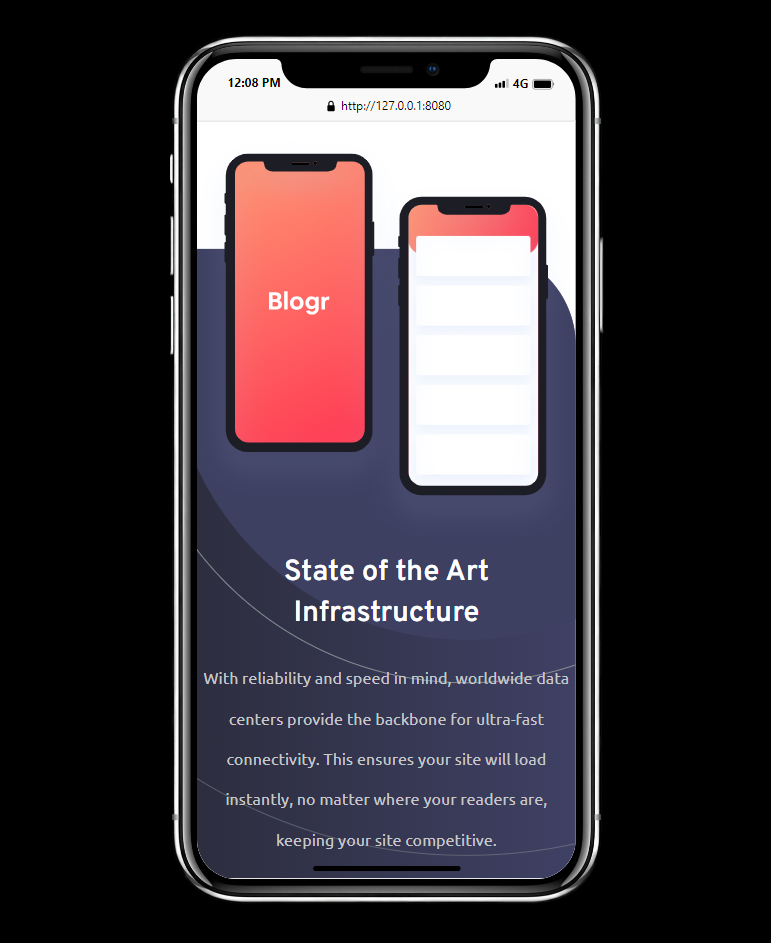 12:08 PM 4G
http://127.0.0.1:8080
Blogr
State of the Art
Infrastructure
With reliability and speed in mind, worldwide data
centers provide the backbone for ultra-fast
connectivity. This ensures your site will load
instantly, no matter where your readers are,
keeping your site competitive.